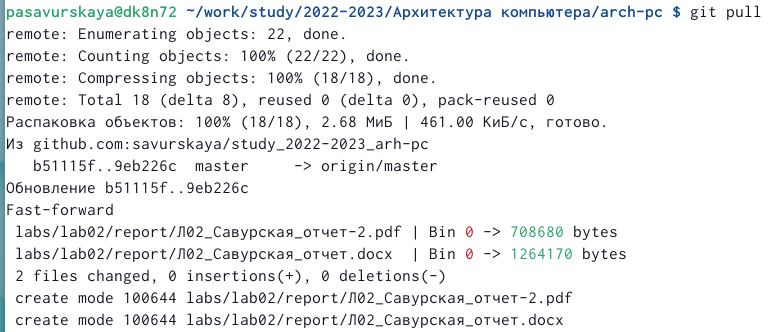 pasavurskaya@dk8n72 ~/work/study/2022-2023/Архитектура компьютера/arch-pc $ git pull
remote: Enumerating objects: 22, done.
remote: Counting objects: 100% (22/22), done.
remote: Compressing objects: 100% (18/18), done.
remote: Total 18 (delta 8), reused 0 (delta 0), pack-reused 0
Распаковка объектов: 100% (18/18), 2.68 МиБ | 461.00 КиБ/с, готово.
Из github.com:savurskaya/study_2022-2023_arh-pc
   b51115f..9eb226c  master     -> origin/master
Обновление b51115f..9eb226c
Fast-forward
 labs/lab02/report/Л02_Савурская_отчет-2.pdf | Bin 0 -> 708680 bytes
 labs/lab02/report/Л02_Савурская_отчет.docx  | Bin 0 -> 1264170 bytes
 2 files changed, 0 insertions(+), 0 deletions(-)
 create mode 100644 labs/lab02/report/Л02_Савурская_отчет-2.pdf
 create mode 100644 labs/lab02/report/Л02_Савурская_отчет.docx